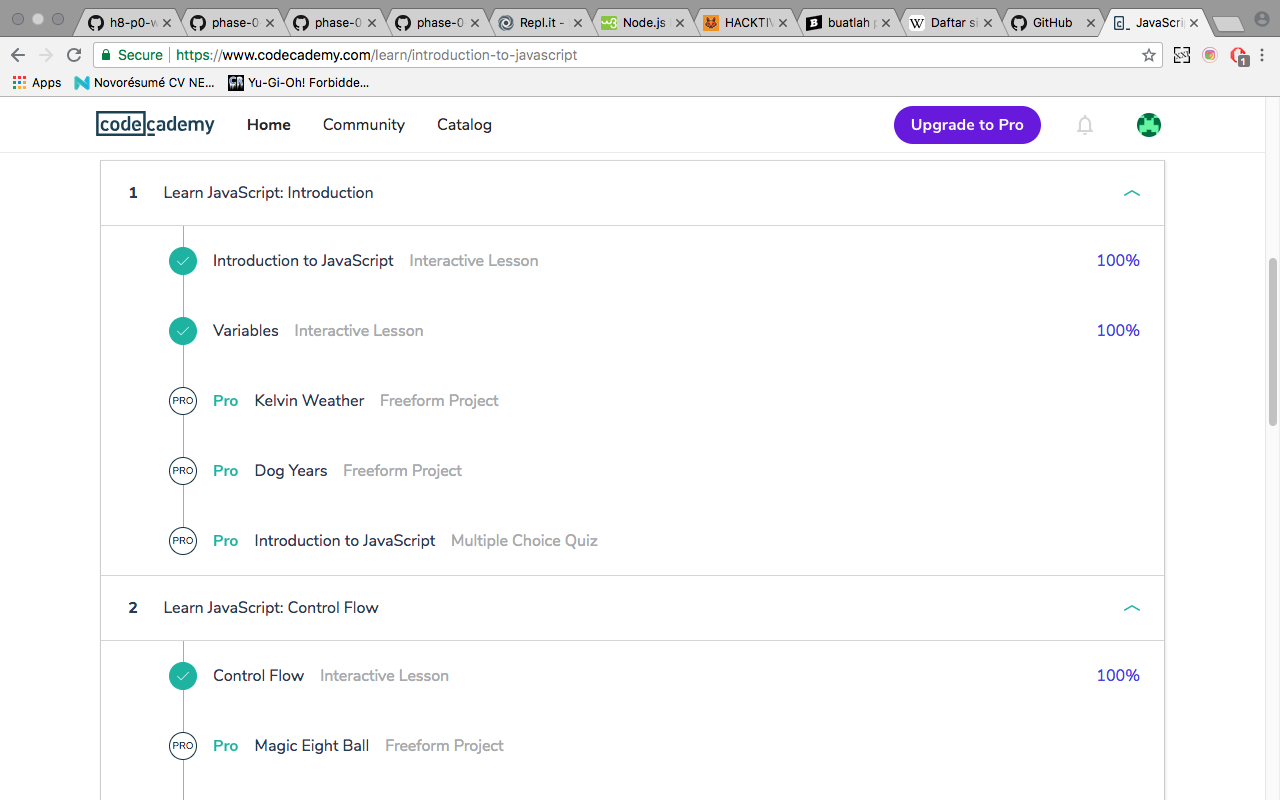 h8-p0-w phase-0 phase-0 phase-0 Repl.it - Node.js HACKTIV buatlah p Daftar si GitHub JavaScri
Secure https://www.codecademy.com/learn/introduction-to-javascript 1
Apps Novorésumé CV NE... Yu-Gi-Oh! Forbidde...
codecademy Home Community Catalog Upgrade to Pro
1 Learn JavaScript: Introduction
Introduction to JavaScript Interactive Lesson 100%
Variables Interactive Lesson 100%
PRO Pro Kelvin Weather Freeform Project
PRO Pro Dog Years Freeform Project
PRO Pro Introduction to JavaScript Multiple Choice Quiz
2 Learn JavaScript: Control Flow
Control Flow Interactive Lesson 100%
PRO Pro Magic Eight Ball Freeform Project